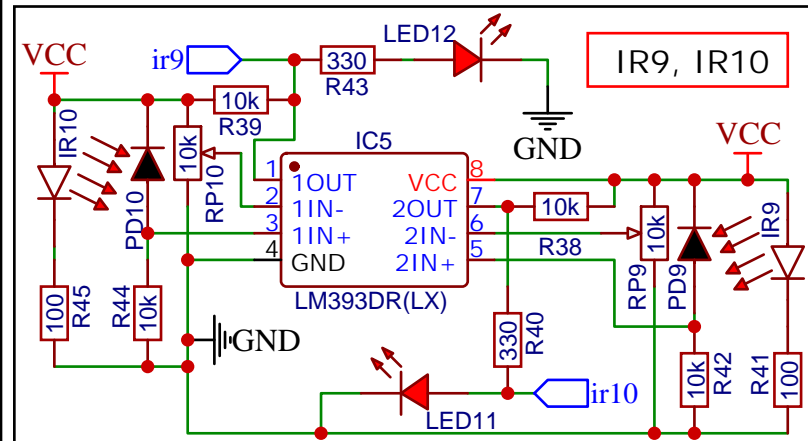 LED12
ir9
330
R43
IR9, IR10
VCC
10k
R39
GND
IR10
PD10
10k
RP10
IC5
VCC
1 1OUT VCC 8
2 1IN- 2OUT 7
3 1IN+ 2IN- 6
4 GND 2IN+ 5
LM393DR(LX)
10k
R38
10k
RP9
PD9
IR9
100
R45
R44
10k
GND
330
R40
10k
R42
R41
100
LED11
ir10